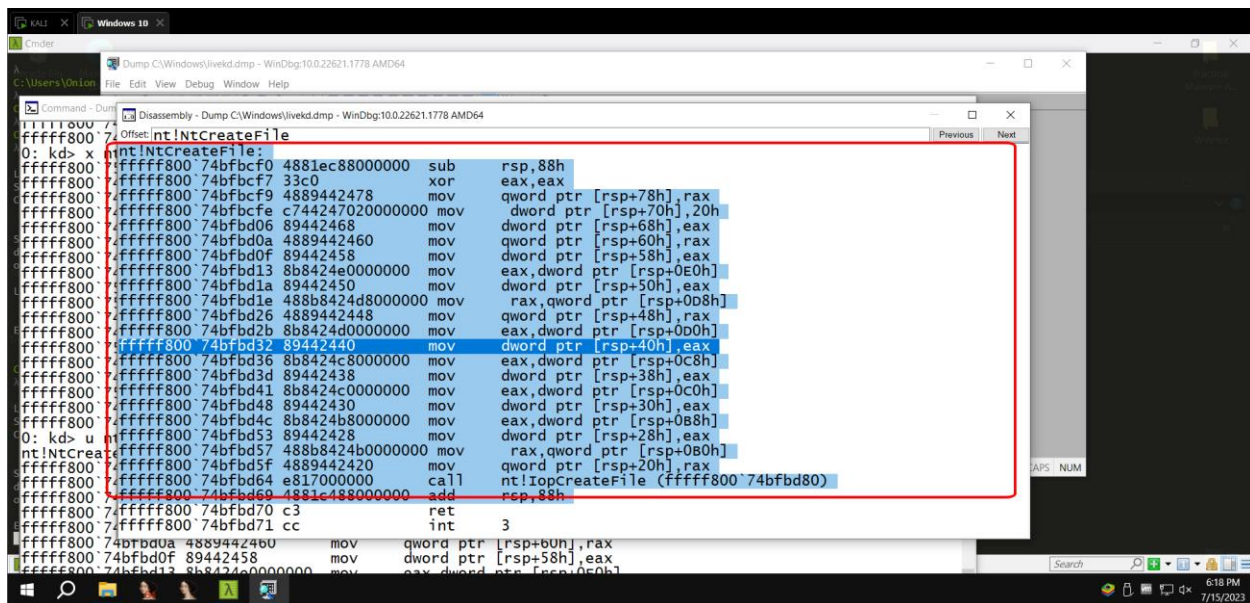 KALI
Windows 10
Cmder
Dump C:\Windows\livekd.dmp - WinDbg:10.0.22621.1778 AMD64
C:\Users\Onion
File Edit View Debug Window Help
Command - Dum
Disassembly - Dump C:\Windows\livekd.dmp - WinDbg:10.0.22621.1778 AMD64
Offset: nt!NtCreateFile
Previous Next
0: kd> x n
nt!NtCreateFile:
fffff800`74bfbcf0 4881ec88000000 sub rsp,88h
fffff800`74bfbcf7 33c0 xor eax,eax
fffff800`74bfbcf9 4889442478 mov qword ptr [rsp+78h],rax
fffff800`74bfbcfe c744247020000000 mov dword ptr [rsp+70h],20h
fffff800`74bfbd06 89442468 mov dword ptr [rsp+68h],eax
fffff800`74bfbd0a 4889442460 mov qword ptr [rsp+60h],rax
fffff800`74bfbd0f 89442458 mov dword ptr [rsp+58h],eax
fffff800`74bfbd13 8b8424e0000000 mov eax,dword ptr [rsp+0E0h]
fffff800`74bfbd1a 89442450 mov dword ptr [rsp+50h],eax
fffff800`74bfbd1e 488b8424d8000000 mov rax,qword ptr [rsp+0D8h]
fffff800`74bfbd26 4889442448 mov qword ptr [rsp+48h],rax
fffff800`74bfbd2b 8b8424d0000000 mov eax,dword ptr [rsp+0D0h]
fffff800`74bfbd32 89442440 mov dword ptr [rsp+40h],eax
fffff800`74bfbd36 8b8424c8000000 mov eax,dword ptr [rsp+0C8h]
fffff800`74bfbd3d 89442438 mov dword ptr [rsp+38h],eax
fffff800`74bfbd41 8b8424c0000000 mov eax,dword ptr [rsp+0C0h]
fffff800`74bfbd48 89442430 mov dword ptr [rsp+30h],eax
fffff800`74bfbd4c 8b8424b8000000 mov eax,dword ptr [rsp+0B8h]
fffff800`74bfbd53 89442428 mov dword ptr [rsp+28h],eax
fffff800`74bfbd57 488b8424b0000000 mov rax,qword ptr [rsp+0B0h]
fffff800`74bfbd5f 4889442420 mov qword ptr [rsp+20h],rax
fffff800`74bfbd64 e817000000 call nt!IopCreateFile (fffff800`74bfbd80)
fffff800`74bfbd69 4881c488000000 add rsp,88h
fffff800`74bfbd70 c3 ret
fffff800`74bfbd71 cc int 3
0: kd> u nt
nt!NtCreate
fffff800`74bfbd0a 4889442460 mov qword ptr [rsp+60h],rax
fffff800`74bfbd0f 89442458 mov dword ptr [rsp+58h],eax
fffff800`74bfbd13 8b8424e0000000 mov eax,dword ptr [rsp+0E0h]
CAPS NUM
Search
6:18 PM
7/15/2023